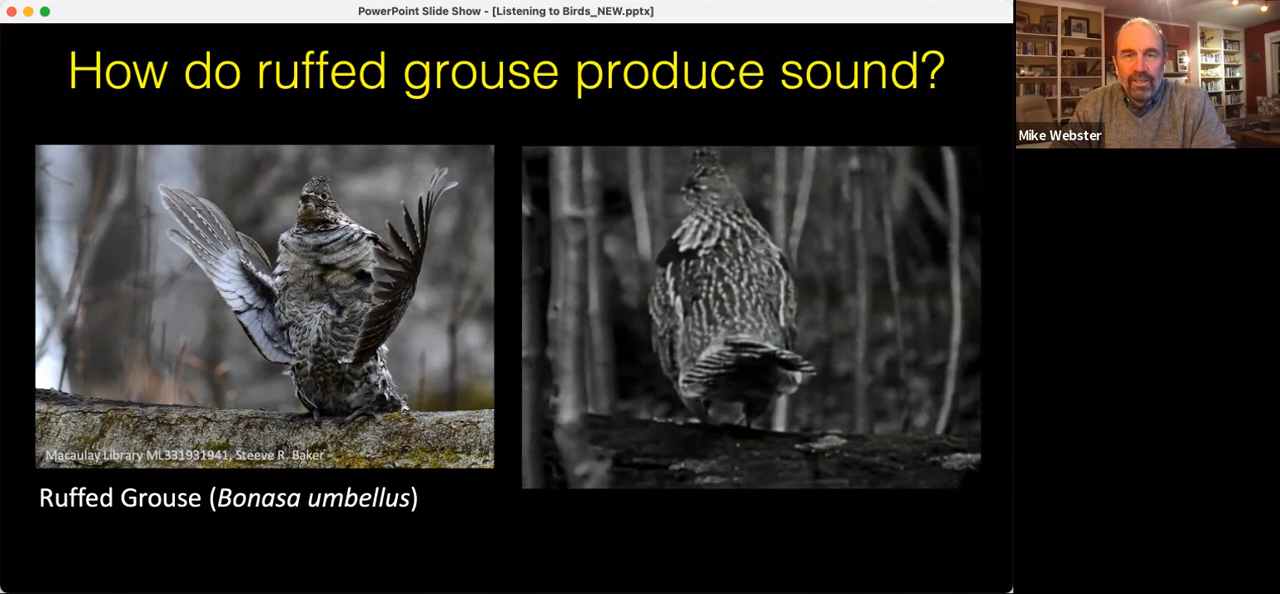 PowerPoint Slide Show - [Listening to Birds_NEW.pptx]
How do ruffed grouse produce sound?
Mike Webster
Macaulay Library ML331931941, Steeve R. Baker
Ruffed Grouse (Bonasa umbellus)